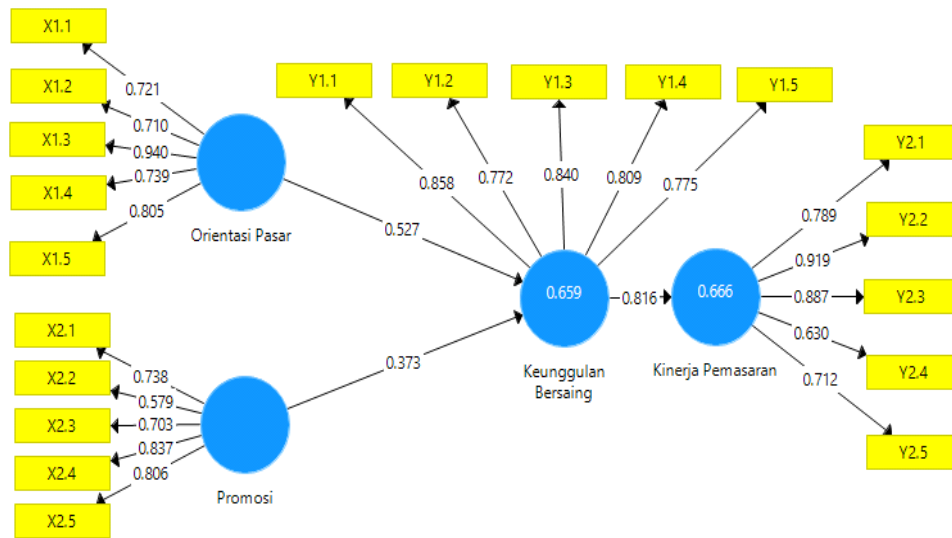 X1.1
X1.2
X1.3
X1.4
X1.5
0.721
0.710
0.940
0.739
0.805
Orientasi Pasar
X2.1
X2.2
X2.3
X2.4
X2.5
0.738
0.579
0.703
0.837
0.806
Promosi
0.527
0.373
Y1.1
Y1.2
Y1.3
Y1.4
Y1.5
0.858
0.772
0.840
0.809
0.775
0.659
Keunggulan
Bersaing
0.816
0.666
Kinerja Pemasaran
0.789
0.919
0.887
0.630
0.712
Y2.1
Y2.2
Y2.3
Y2.4
Y2.5